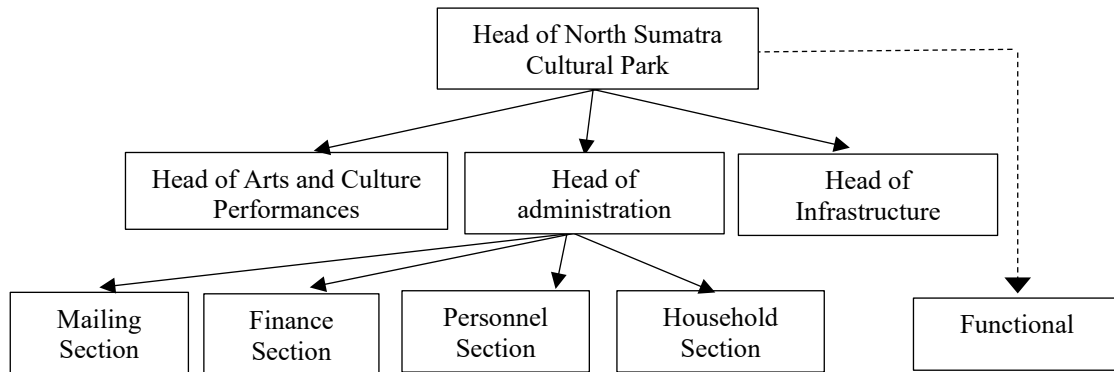 Head of North Sumatra
Cultural Park
Head of Arts and Culture
Performances
Head of
administration
Head of
Infrastructure
Mailing
Section
Finance
Section
Personnel
Section
Household
Section
Functional